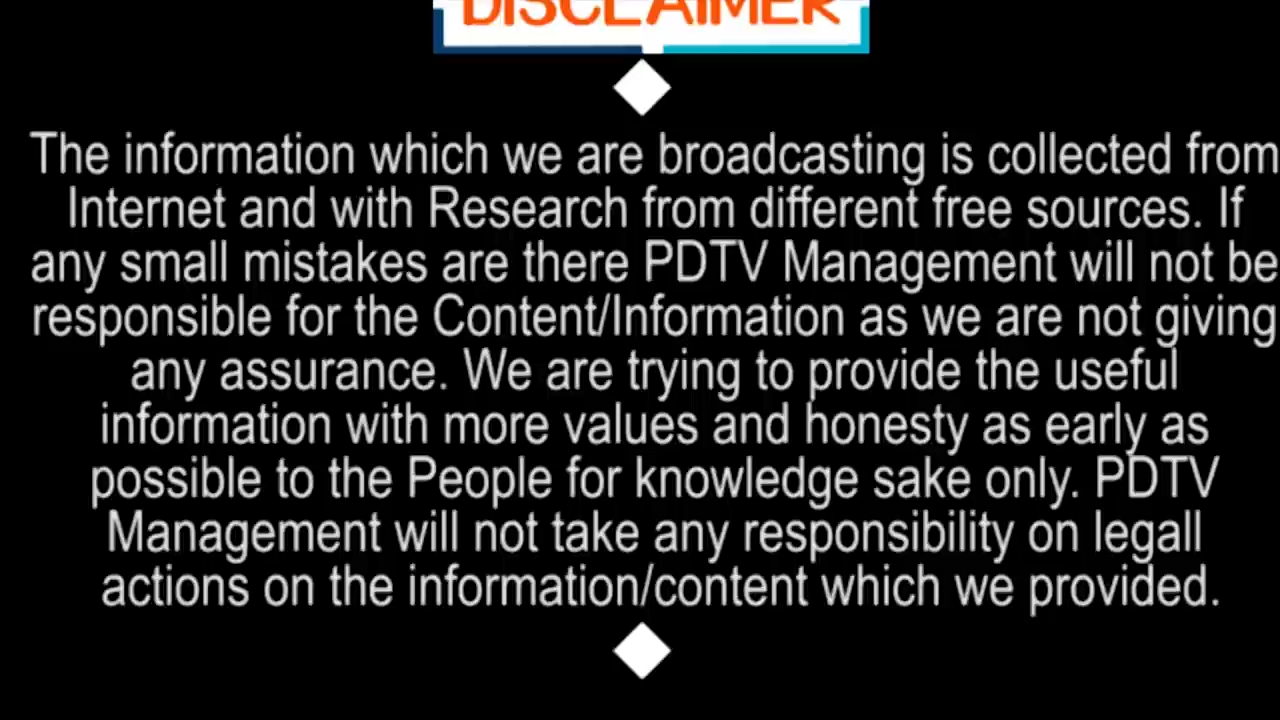 DISCLAIMER
The information which we are broadcasting is collected from
Internet and with Research from different free sources. If
any small mistakes are there PDTV Management will not be
responsible for the Content/Information as we are not giving
any assurance. We are trying to provide the useful
information with more values and honesty as early as
possible to the People for knowledge sake only. PDTV
Management will not take any responsibility on legall
actions on the information/content which we provided.